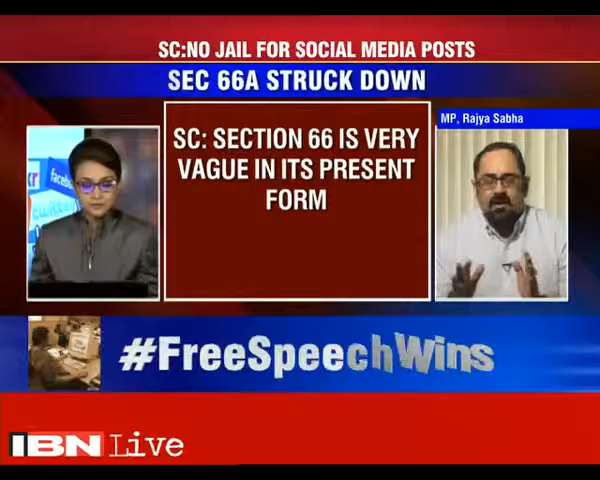 SC:NO JAIL FOR SOCIAL MEDIA POSTS
SEC 66A STRUCK DOWN
MP, Rajya Sabha
SC: SECTION 66 IS VERY
VAGUE IN ITS PRESENT
FORM
#FreeSpeechWins
IBN Live